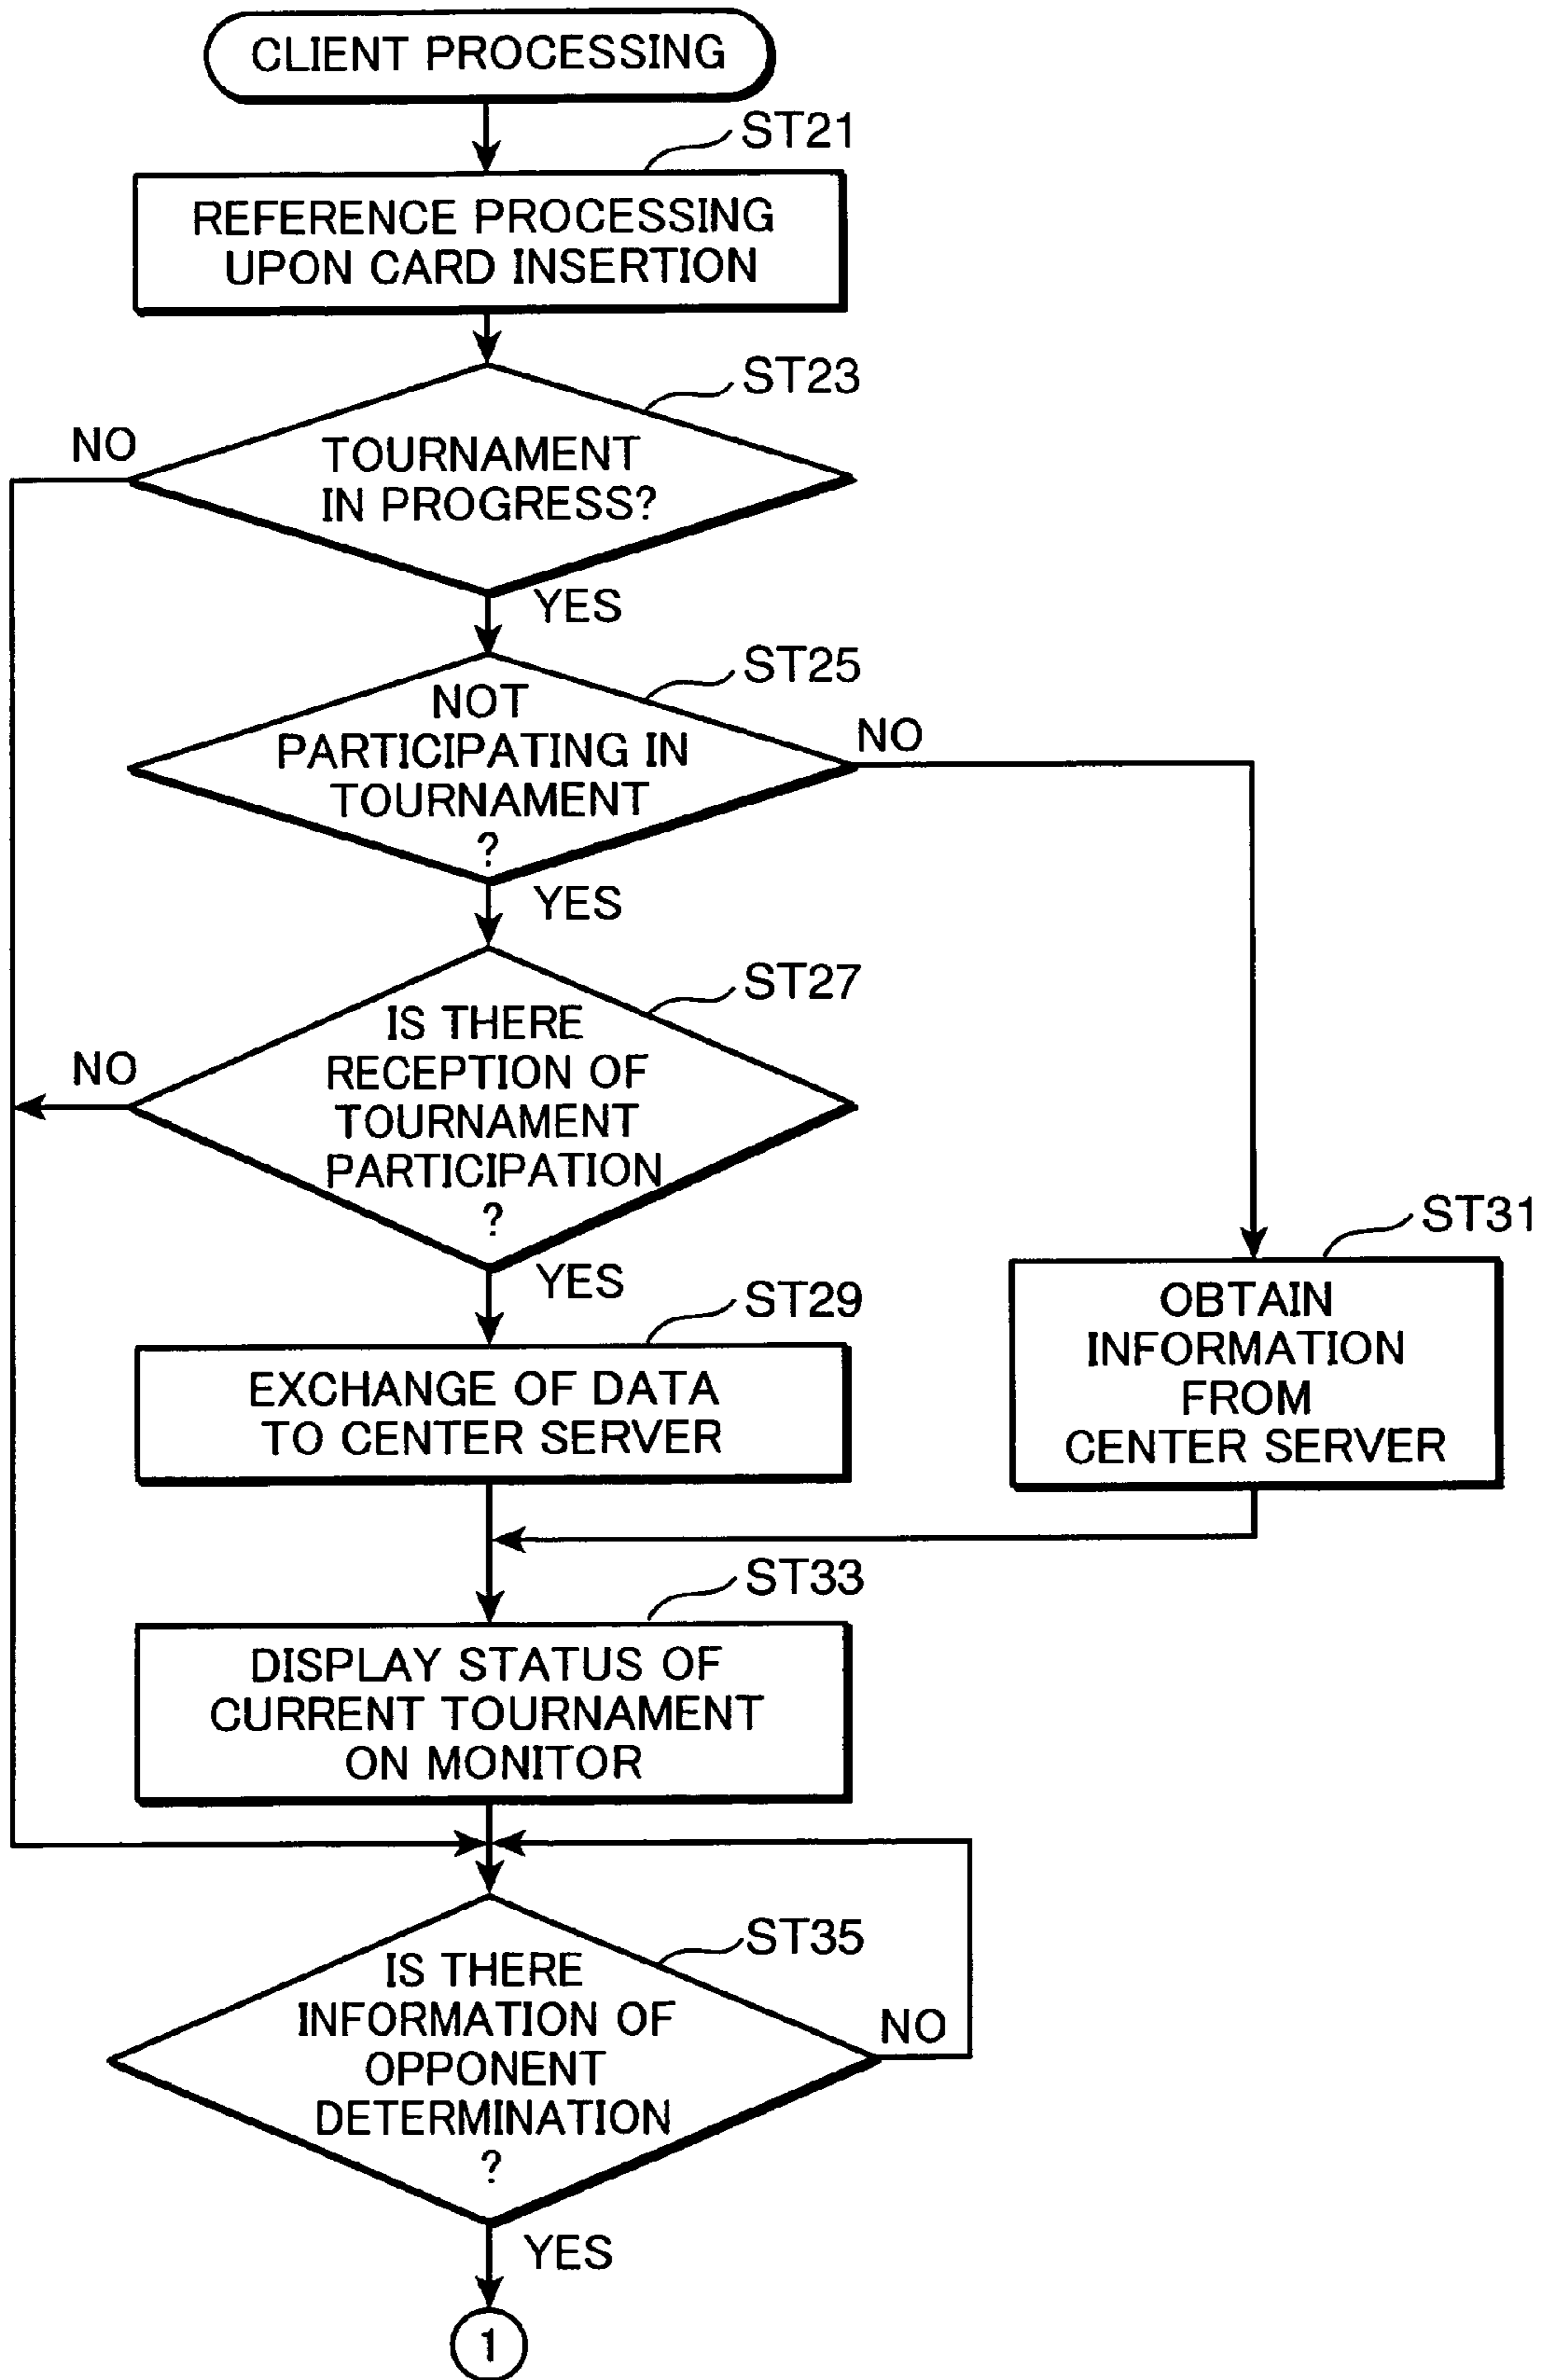 CLIENT PROCESSING
ST21
REFERENCE PROCESSING
UPON CARD INSERTION
ST23
NO
TOURNAMENT
IN PROGRESS?
YES
ST25
NOT
PARTICIPATING IN
TOURNAMENT
?
NO
YES
ST27
IS THERE
RECEPTION OF
TOURNAMENT
PARTICIPATION
?
NO
YES
ST31
OBTAIN
INFORMATION
FROM
CENTER SERVER
ST29
EXCHANGE OF DATA
TO CENTER SERVER
ST33
DISPLAY STATUS OF
CURRENT TOURNAMENT
ON MONITOR
ST35
IS THERE
INFORMATION OF
OPPONENT
DETERMINATION
?
NO
YES
1